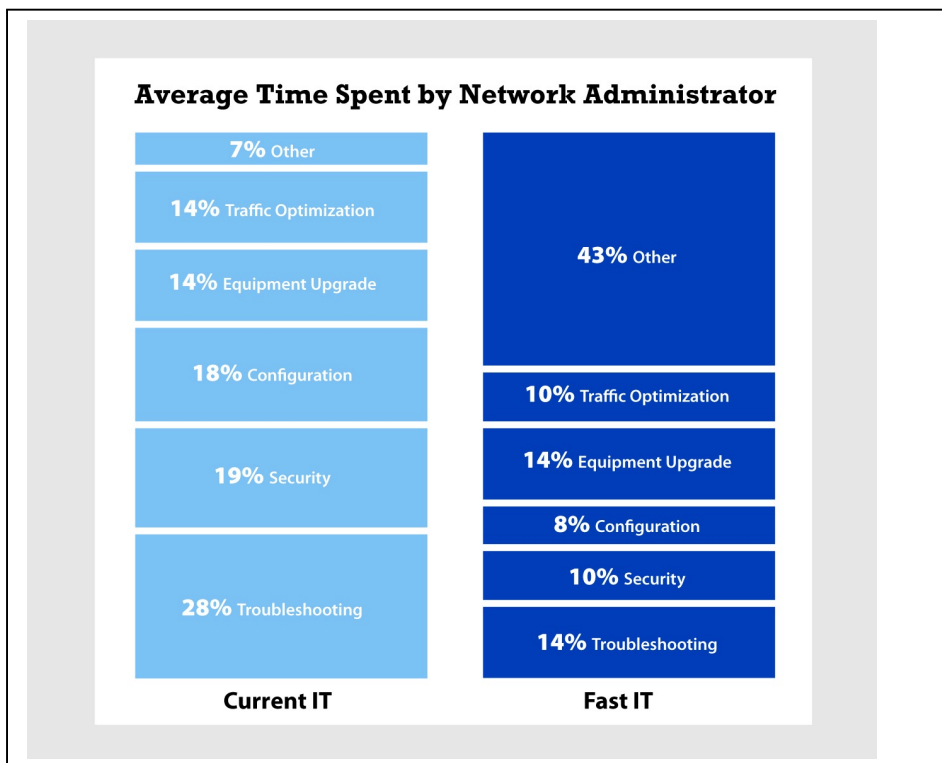 Average Time Spent by Network Administrator
7% Other
14% Traffic Optimization
14% Equipment Upgrade
18% Configuration
19% Security
28% Troubleshooting
Current IT
43% Other
10% Traffic Optimization
14% Equipment Upgrade
8% Configuration
10% Security
14% Troubleshooting
Fast IT